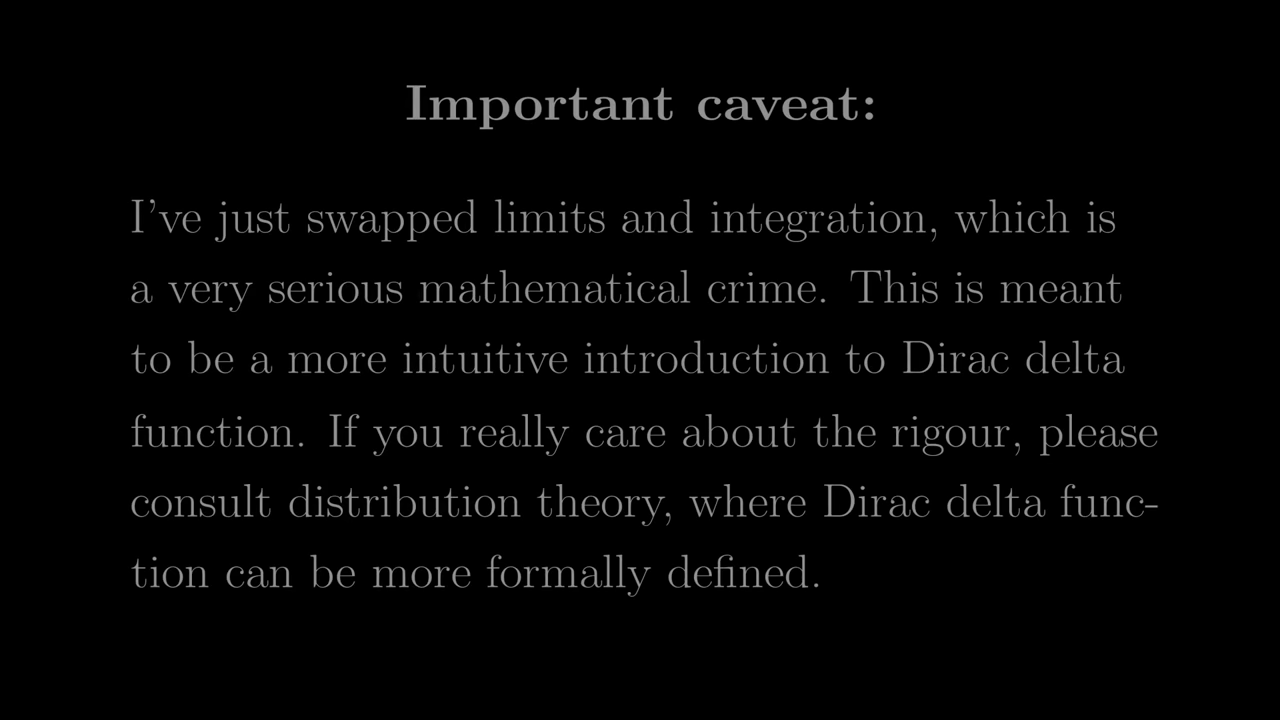 Important caveat:
I've just swapped limits and integration, which is
a very serious mathematical crime. This is meant
to be a more intuitive introduction to Dirac delta
function. If you really care about the rigour, please
consult distribution theory, where Dirac delta func-
tion can be more formally defined.